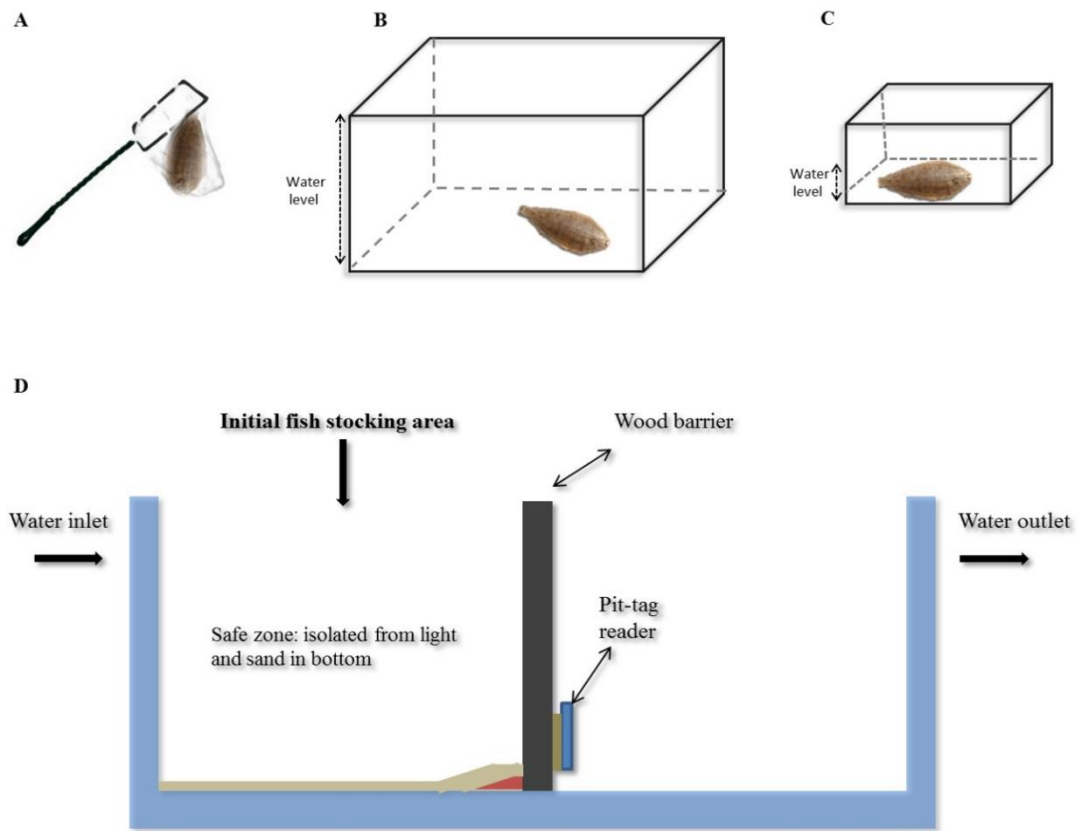 A
B
C
Water
level
Water
level
D
Initial fish stocking area
Wood barrier
Water inlet
Water outlet
Pit-tag
reader
Safe zone: isolated from light
and sand in bottom